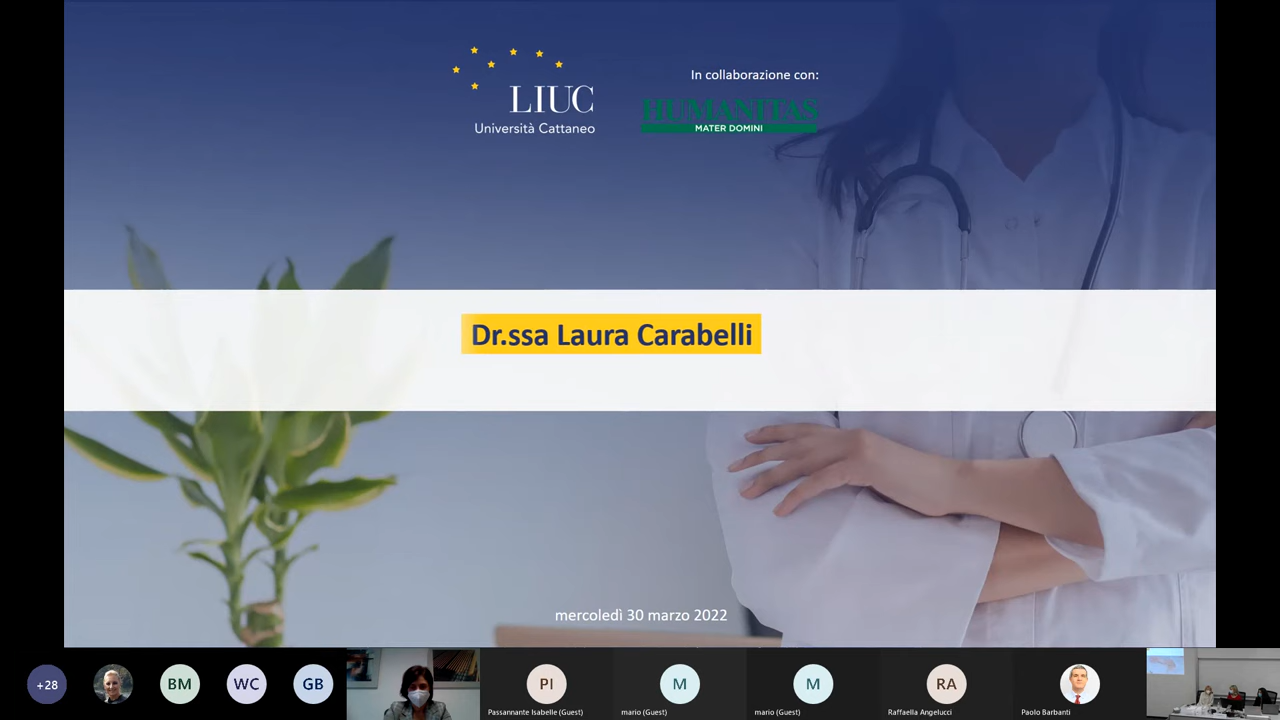 In collaborazione con:
LIUC
Università Cattaneo
HUMANITAS
MATER DOMINI
Dr.ssa Laura Carabelli
mercoledì 30 marzo 2022
+28
BM
WC
GB
PI
M
M
RA
Passannante Isabelle (Guest)
mario (Guest)
mario (Guest)
Raffaella Angelucci
Paolo Barbanti